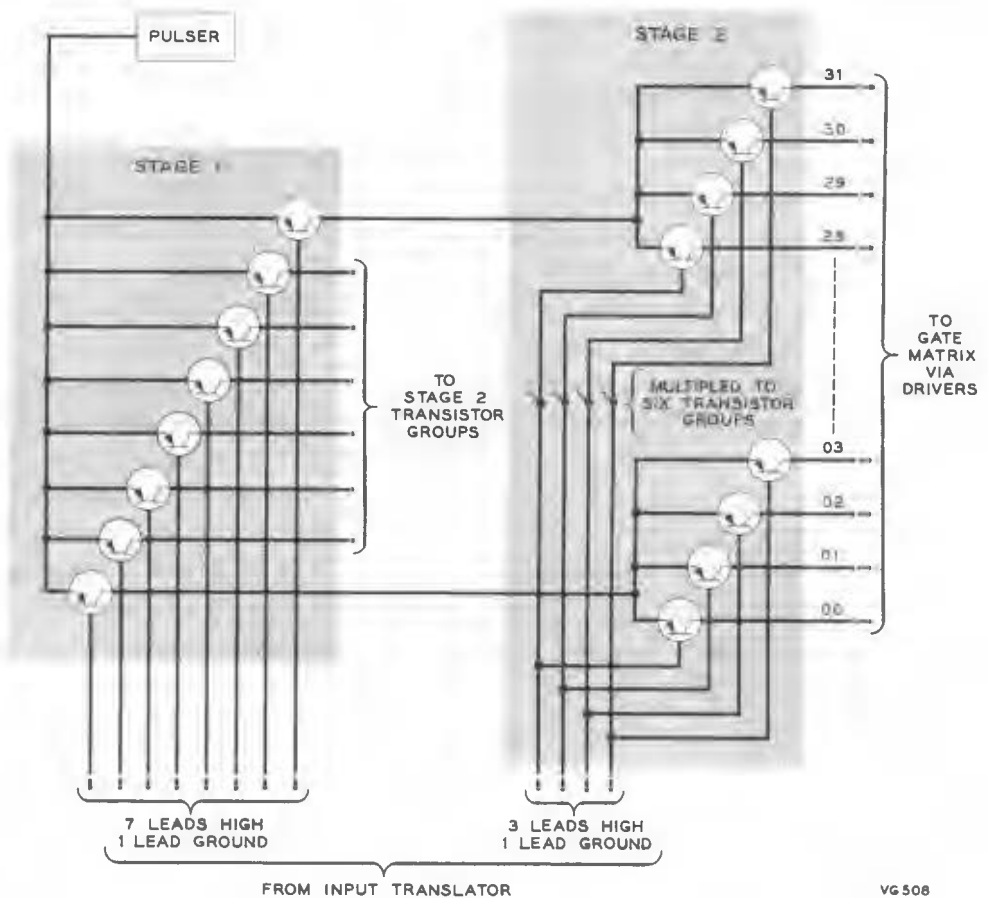 PULSER
STAGE 2
STAGE 1
31
30
29
28
TO
STAGE 2
TRANSISTOR
GROUPS
MULTIPLED TO
SIX TRANSISTOR
GROUPS
TO
GATE
MATRIX
VIA
DRIVERS
03
02
01
00
7 LEADS HIGH
1 LEAD GROUND
3 LEADS HIGH
1 LEAD GROUND
FROM INPUT TRANSLATOR
VG 508